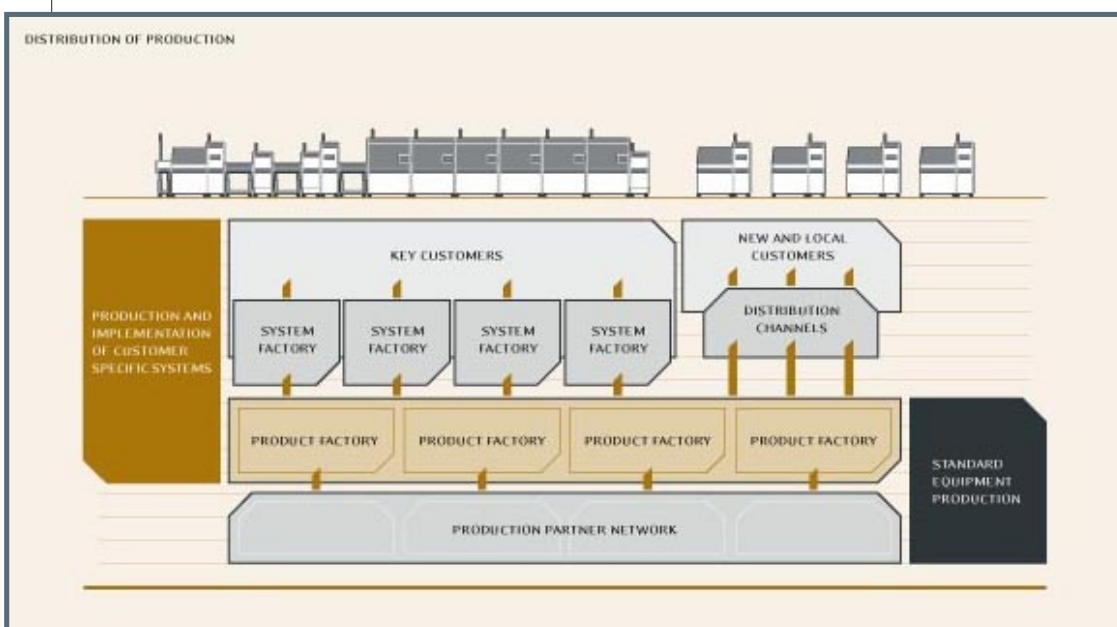 DISTRIBUTION OF PRODUCTION
KEY CUSTOMERS
NEW AND LOCAL
CUSTOMERS
PRODUCTION AND
IMPLEMENTATION
OF CUSTOMER
SPECIFIC SYSTEMS
SYSTEM
FACTORY
SYSTEM
FACTORY
SYSTEM
FACTORY
SYSTEM
FACTORY
DISTRIBUTION
CHANNELS
PRODUCT FACTORY
PRODUCT FACTORY
PRODUCT FACTORY
PRODUCT FACTORY
STANDARD
EQUIPMENT
PRODUCTION
PRODUCTION PARTNER NETWORK